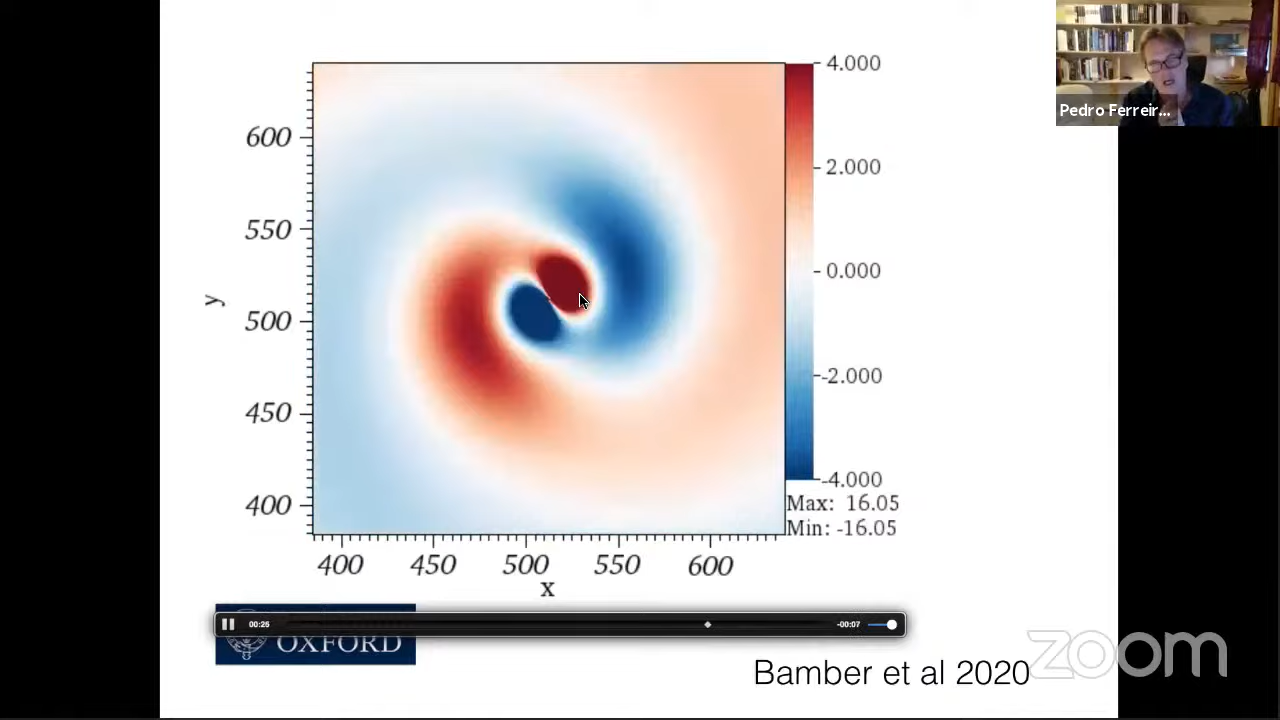 Pedro Ferreir...
4.000
2.000
0.000
-2.000
-4.000
Max: 16.05
Min: -16.05
600
550
500
450
400
y
400 450 500 550 600
x
00:25
-00:07
OXFORD
Bamber et al 2020
zoom